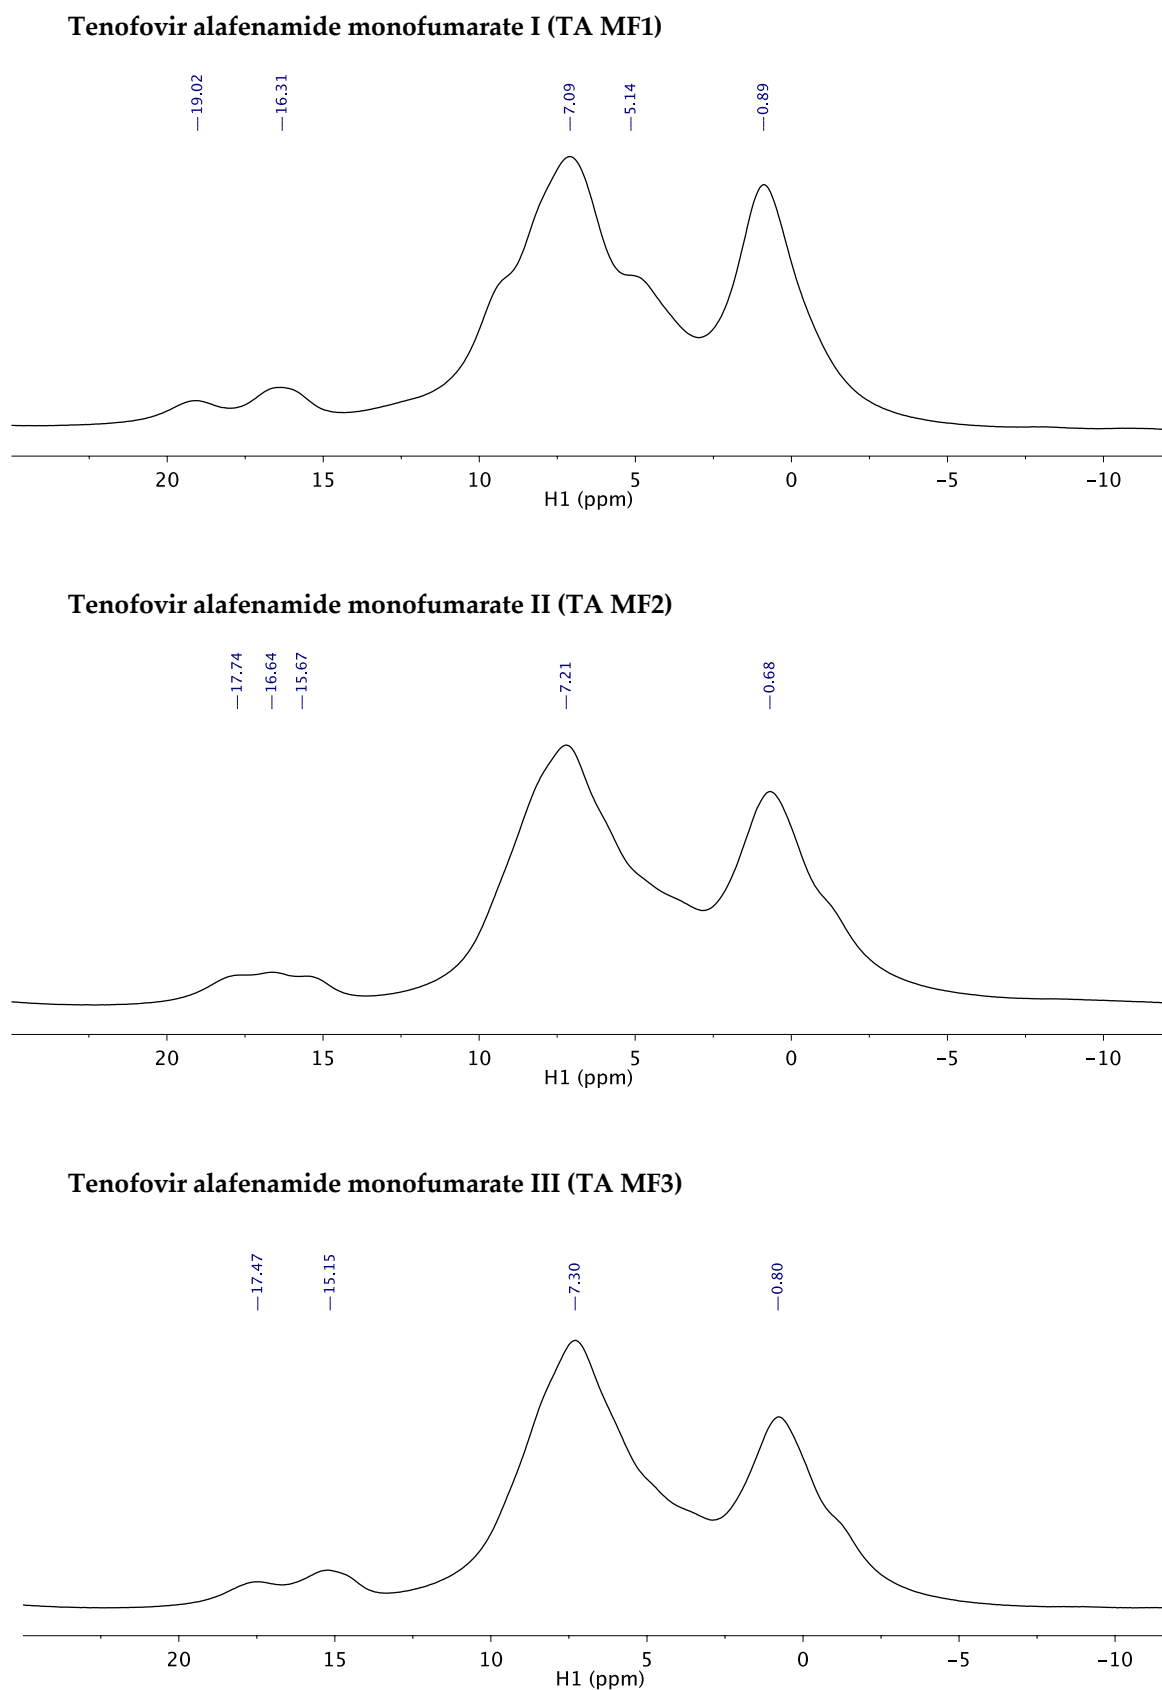 Tenofovir alafenamide monofumarate I (TA MF1)
—19.02 —16.31 —7.09 —5.14 —0.89
20 15 10 5 0 −5 −10
H1 (ppm)
Tenofovir alafenamide monofumarate II (TA MF2)
—17.74 —16.64 —15.67 —7.21 —0.68
20 15 10 5 0 −5 −10
H1 (ppm)
Tenofovir alafenamide monofumarate III (TA MF3)
—17.47 —15.15 —7.30 —0.80
20 15 10 5 0 −5 −10
H1 (ppm)